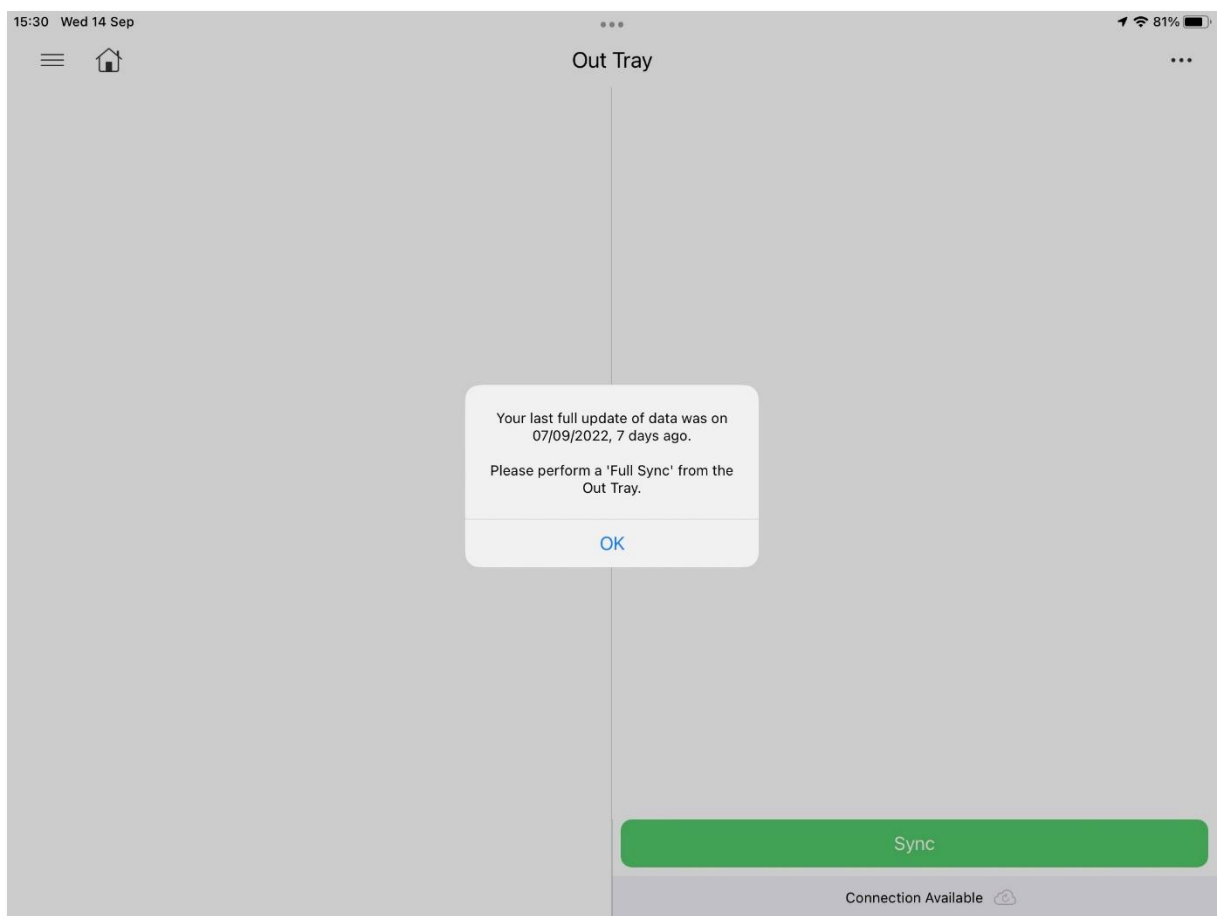 15:30 Wed 14 Sep
81%
Out Tray
Your last full update of data was on
07/09/2022, 7 days ago.
Please perform a 'Full Sync' from the
Out Tray.
OK
Sync
Connection Available